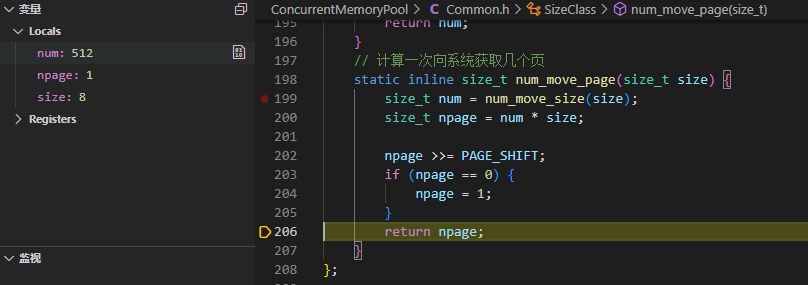 变量
Locals
num: 512
npage: 1
size: 8
Registers
监视
ConcurrentMemoryPool > Common.h > SizeClass > num_move_page(size_t)
195 return num;
196 }
197 // 计算一次向系统获取几个页
198 static inline size_t num_move_page(size_t size) {
199 size_t num = num_move_size(size);
200 size_t npage = num * size;
201
202 npage >>= PAGE_SHIFT;
203 if (npage == 0) {
204 npage = 1;
205 }
206 return npage;
207 }
208 };